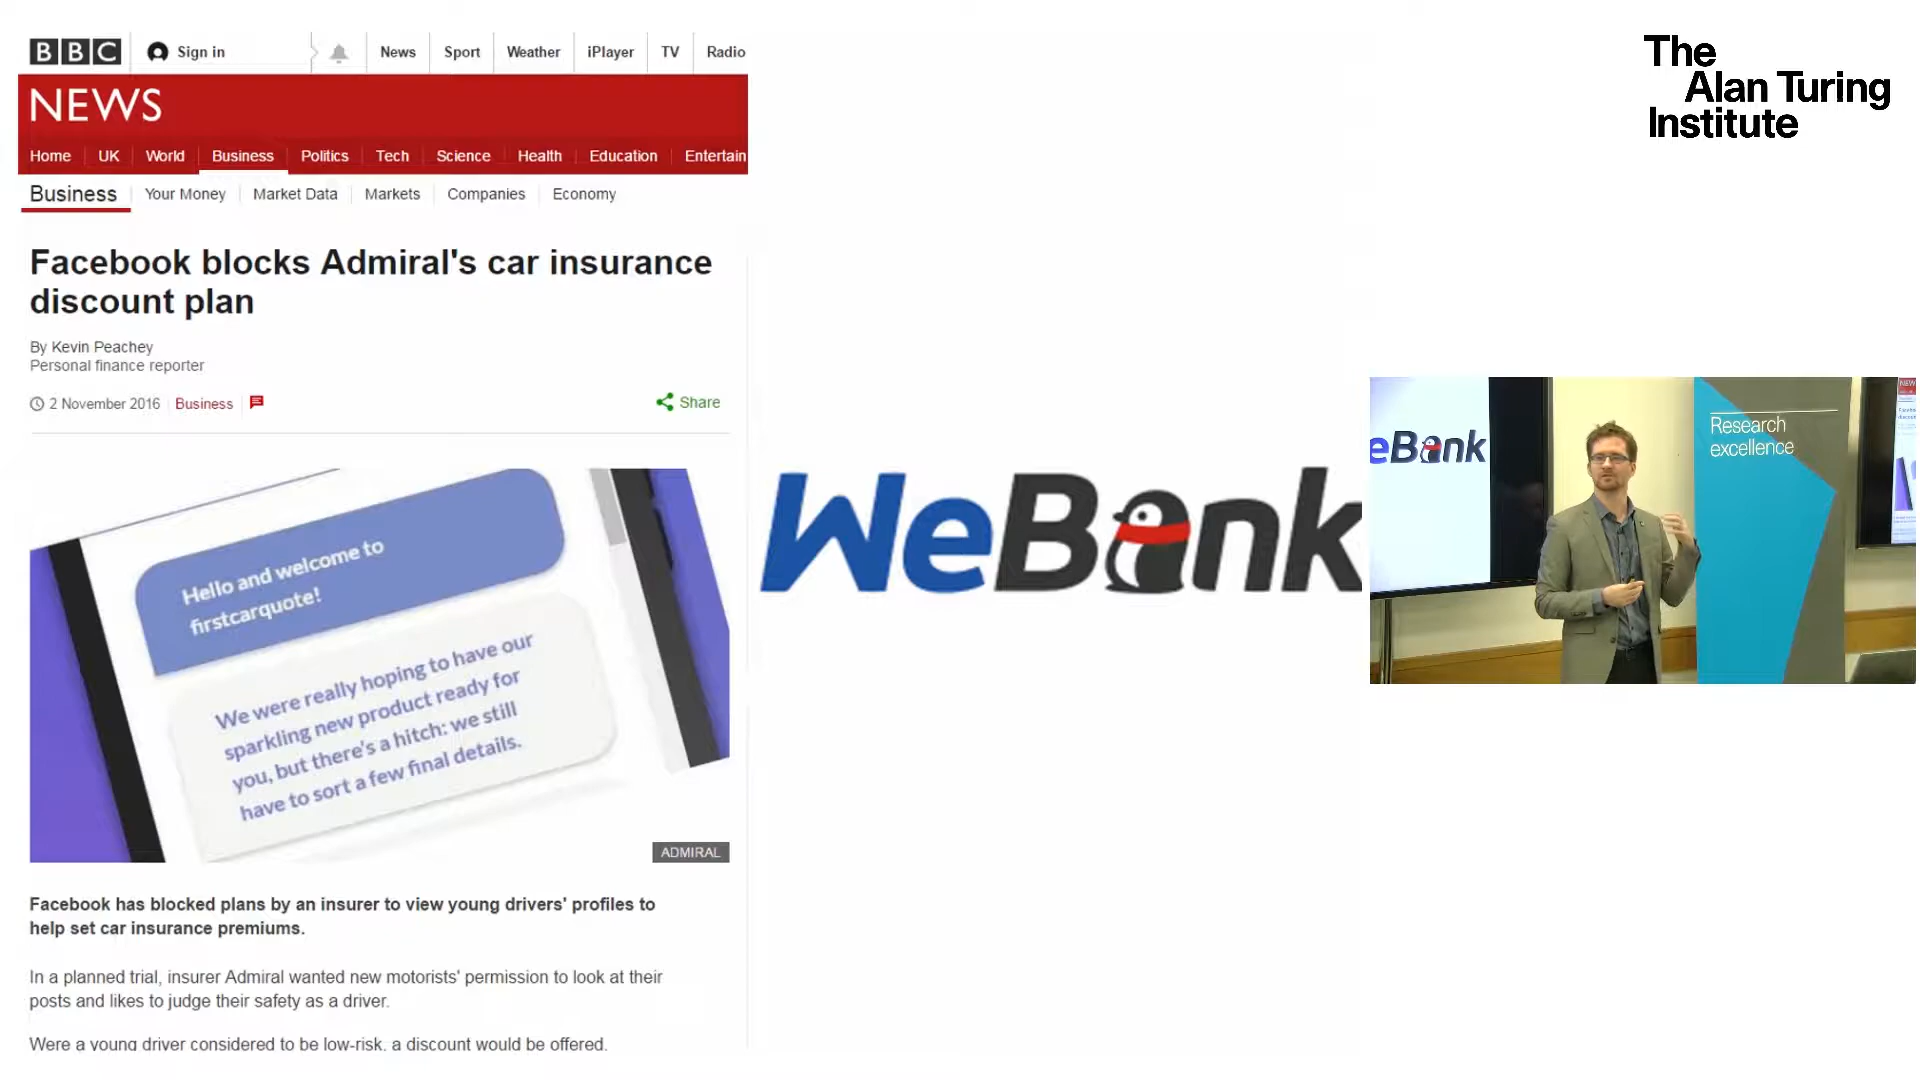 BBC
Sign in
News
Sport
Weather
iPlayer
TV
Radio
NEWS
Home
UK
World
Business
Politics
Tech
Science
Health
Education
Entertain
Business
Your Money
Market Data
Markets
Companies
Economy
Facebook blocks Admiral's car insurance
discount plan
By Kevin Peachey
Personal finance reporter
2 November 2016
Business
Share
Hello and welcome to
firstcarquote!
We were really hoping to have our
sparkling new product ready for
you, but there's a hitch: we still
have to sort a few final details.
ADMIRAL
Facebook has blocked plans by an insurer to view young drivers' profiles to
help set car insurance premiums.
In a planned trial, insurer Admiral wanted new motorists' permission to look at their
posts and likes to judge their safety as a driver.
Were a young driver considered to be low-risk, a discount would be offered.
WeBank
The
Alan Turing
Institute
eBank
Research
excellence
NEWS